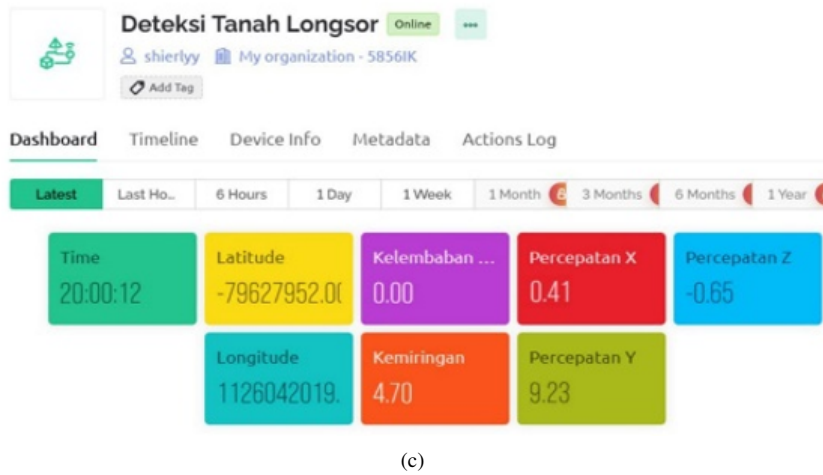 Deteksi Tanah Longsor Online
shierlyy My organization - 5856IK
Add Tag
Dashboard Timeline Device Info Metadata Actions Log
Latest Last Ho... 6 Hours 1 Day 1 Week 1 Month 3 Months 6 Months 1 Year
Time Latitude Kelembaban ... Percepatan X Percepatan Z
20:00:12 -79627952.0( 0.00 0.41 -0.65
Longitude Kemiringan Percepatan Y
1126042019. 4.70 9.23
(c)